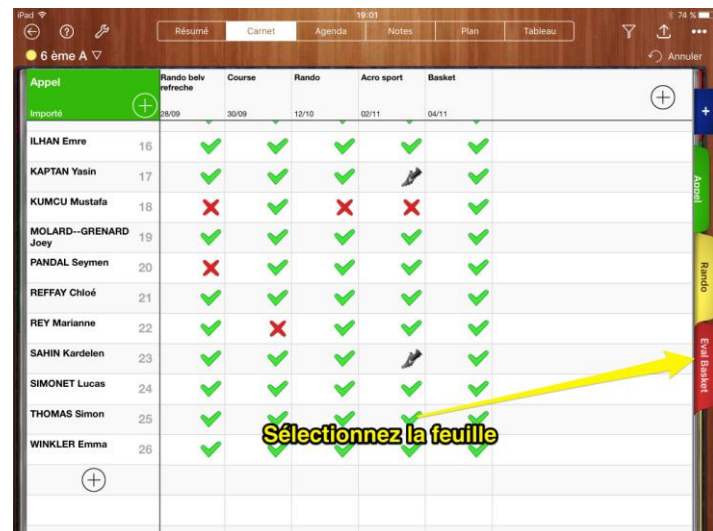 iPad 19:01 74 %
Résumé Carnet Agenda Notes Plan Tableau
6 ème A Annuler
Appel
Importé
Rando belv refreche 28/09
Course 30/09
Rando 12/10
Acro sport 02/11
Basket 04/11
ILHAN Emre 16
KAPTAN Yasin 17
KUMCU Mustafa 18
MOLARD--GRENARD
Joey 19
PANDAL Seymen 20
REFFAY Chloé 21
REY Marianne 22
SAHIN Kardelen 23
SIMONET Lucas 24
THOMAS Simon 25
WINKLER Emma 26
Sélectionnez la feuille
Appel
Rando
Eval Basket